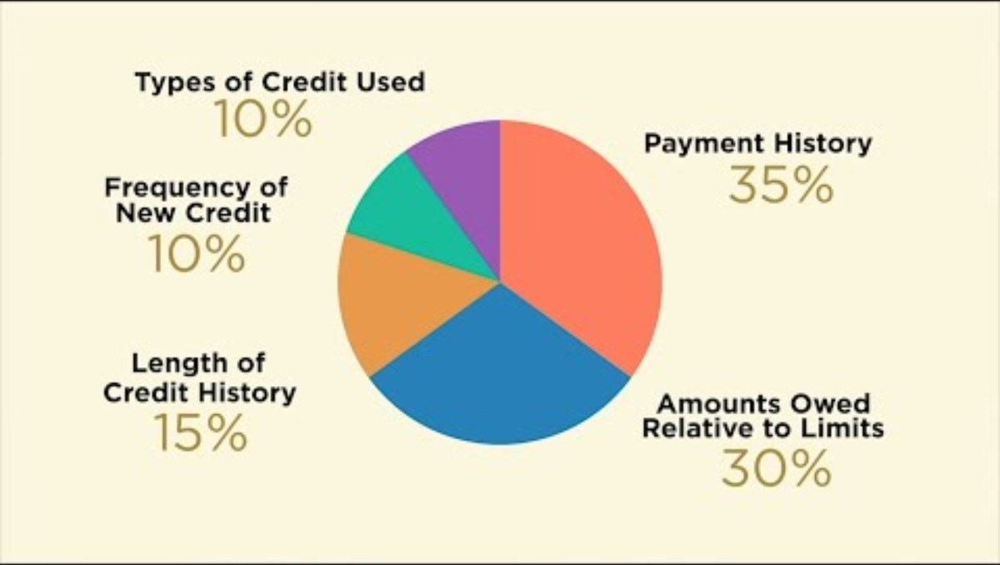 Types of Credit Used
10%
Payment History
35%
Frequency of
New Credit
10%
Length of
Credit History
15%
Amounts Owed
Relative to Limits
30%